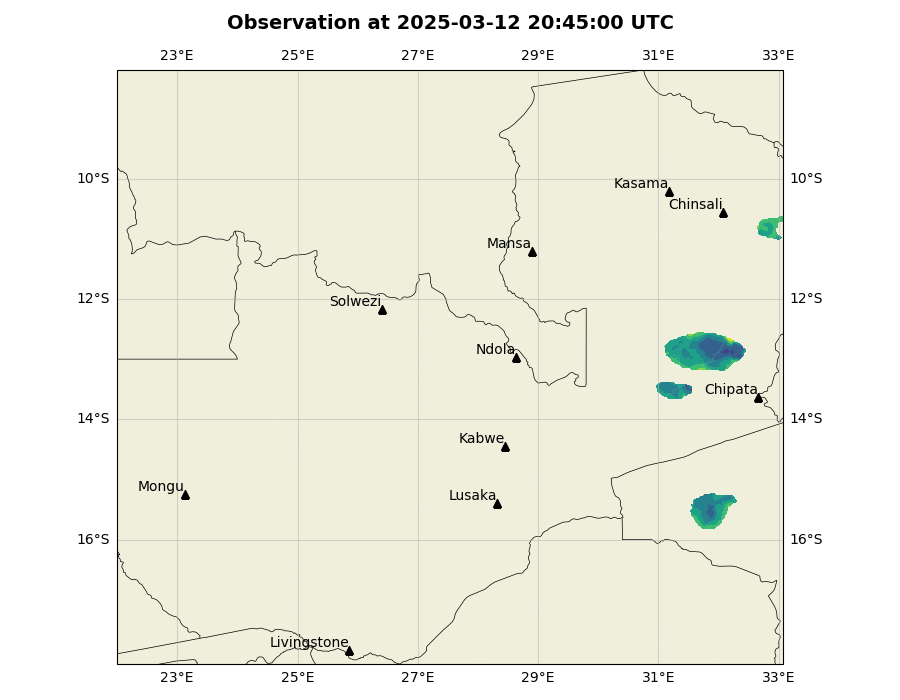 Observation at 2025-03-12 20:45:00 UTC
23°E 25°E 27°E 29°E 31°E 33°E
10°S 10°S
Kasama
Chinsali
Mansa
12°S 12°S
Solwezi
Ndola
Chipata
14°S 14°S
Kabwe
Mongu
Lusaka
16°S 16°S
Livingstone
23°E 25°E 27°E 29°E 31°E 33°E